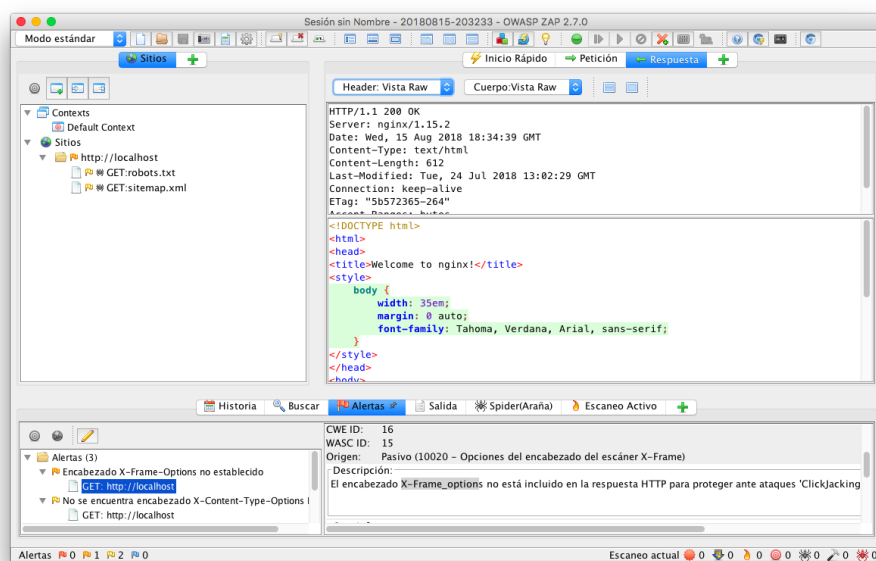 Sesión sin Nombre - 20180815-203233 - OWASP ZAP 2.7.0
Modo estándar
Sitios
Inicio Rápido
Petición
Respuesta
Header: Vista Raw
Cuerpo:Vista Raw
Contexts
Default Context
Sitios
http://localhost
GET:robots.txt
GET:sitemap.xml
HTTP/1.1 200 OK
Server: nginx/1.15.2
Date: Wed, 15 Aug 2018 18:34:39 GMT
Content-Type: text/html
Content-Length: 612
Last-Modified: Tue, 24 Jul 2018 13:02:29 GMT
Connection: keep-alive
ETag: "5b572365-264"
Accept-Ranges: bytes
<!DOCTYPE html>
<html>
<head>
<title>Welcome to nginx!</title>
<style>
body {
width: 35em;
margin: 0 auto;
font-family: Tahoma, Verdana, Arial, sans-serif;
}
</style>
</head>
<body>
Historia
Buscar
Alertas
Salida
Spider(Araña)
Escaneo Activo
Alertas (3)
Encabezado X-Frame-Options no establecido
GET: http://localhost
No se encuentra encabezado X-Content-Type-Options
GET: http://localhost
CWE ID: 16
WASC ID: 15
Origen: Pasivo (10020 - Opciones del encabezado del escáner X-Frame)
Descripción:
El encabezado X-Frame_options no está incluido en la respuesta HTTP para proteger ante ataques 'ClickJacking
Alertas 0 1 2 0
Escaneo actual 0 0 0 0 0 0 0